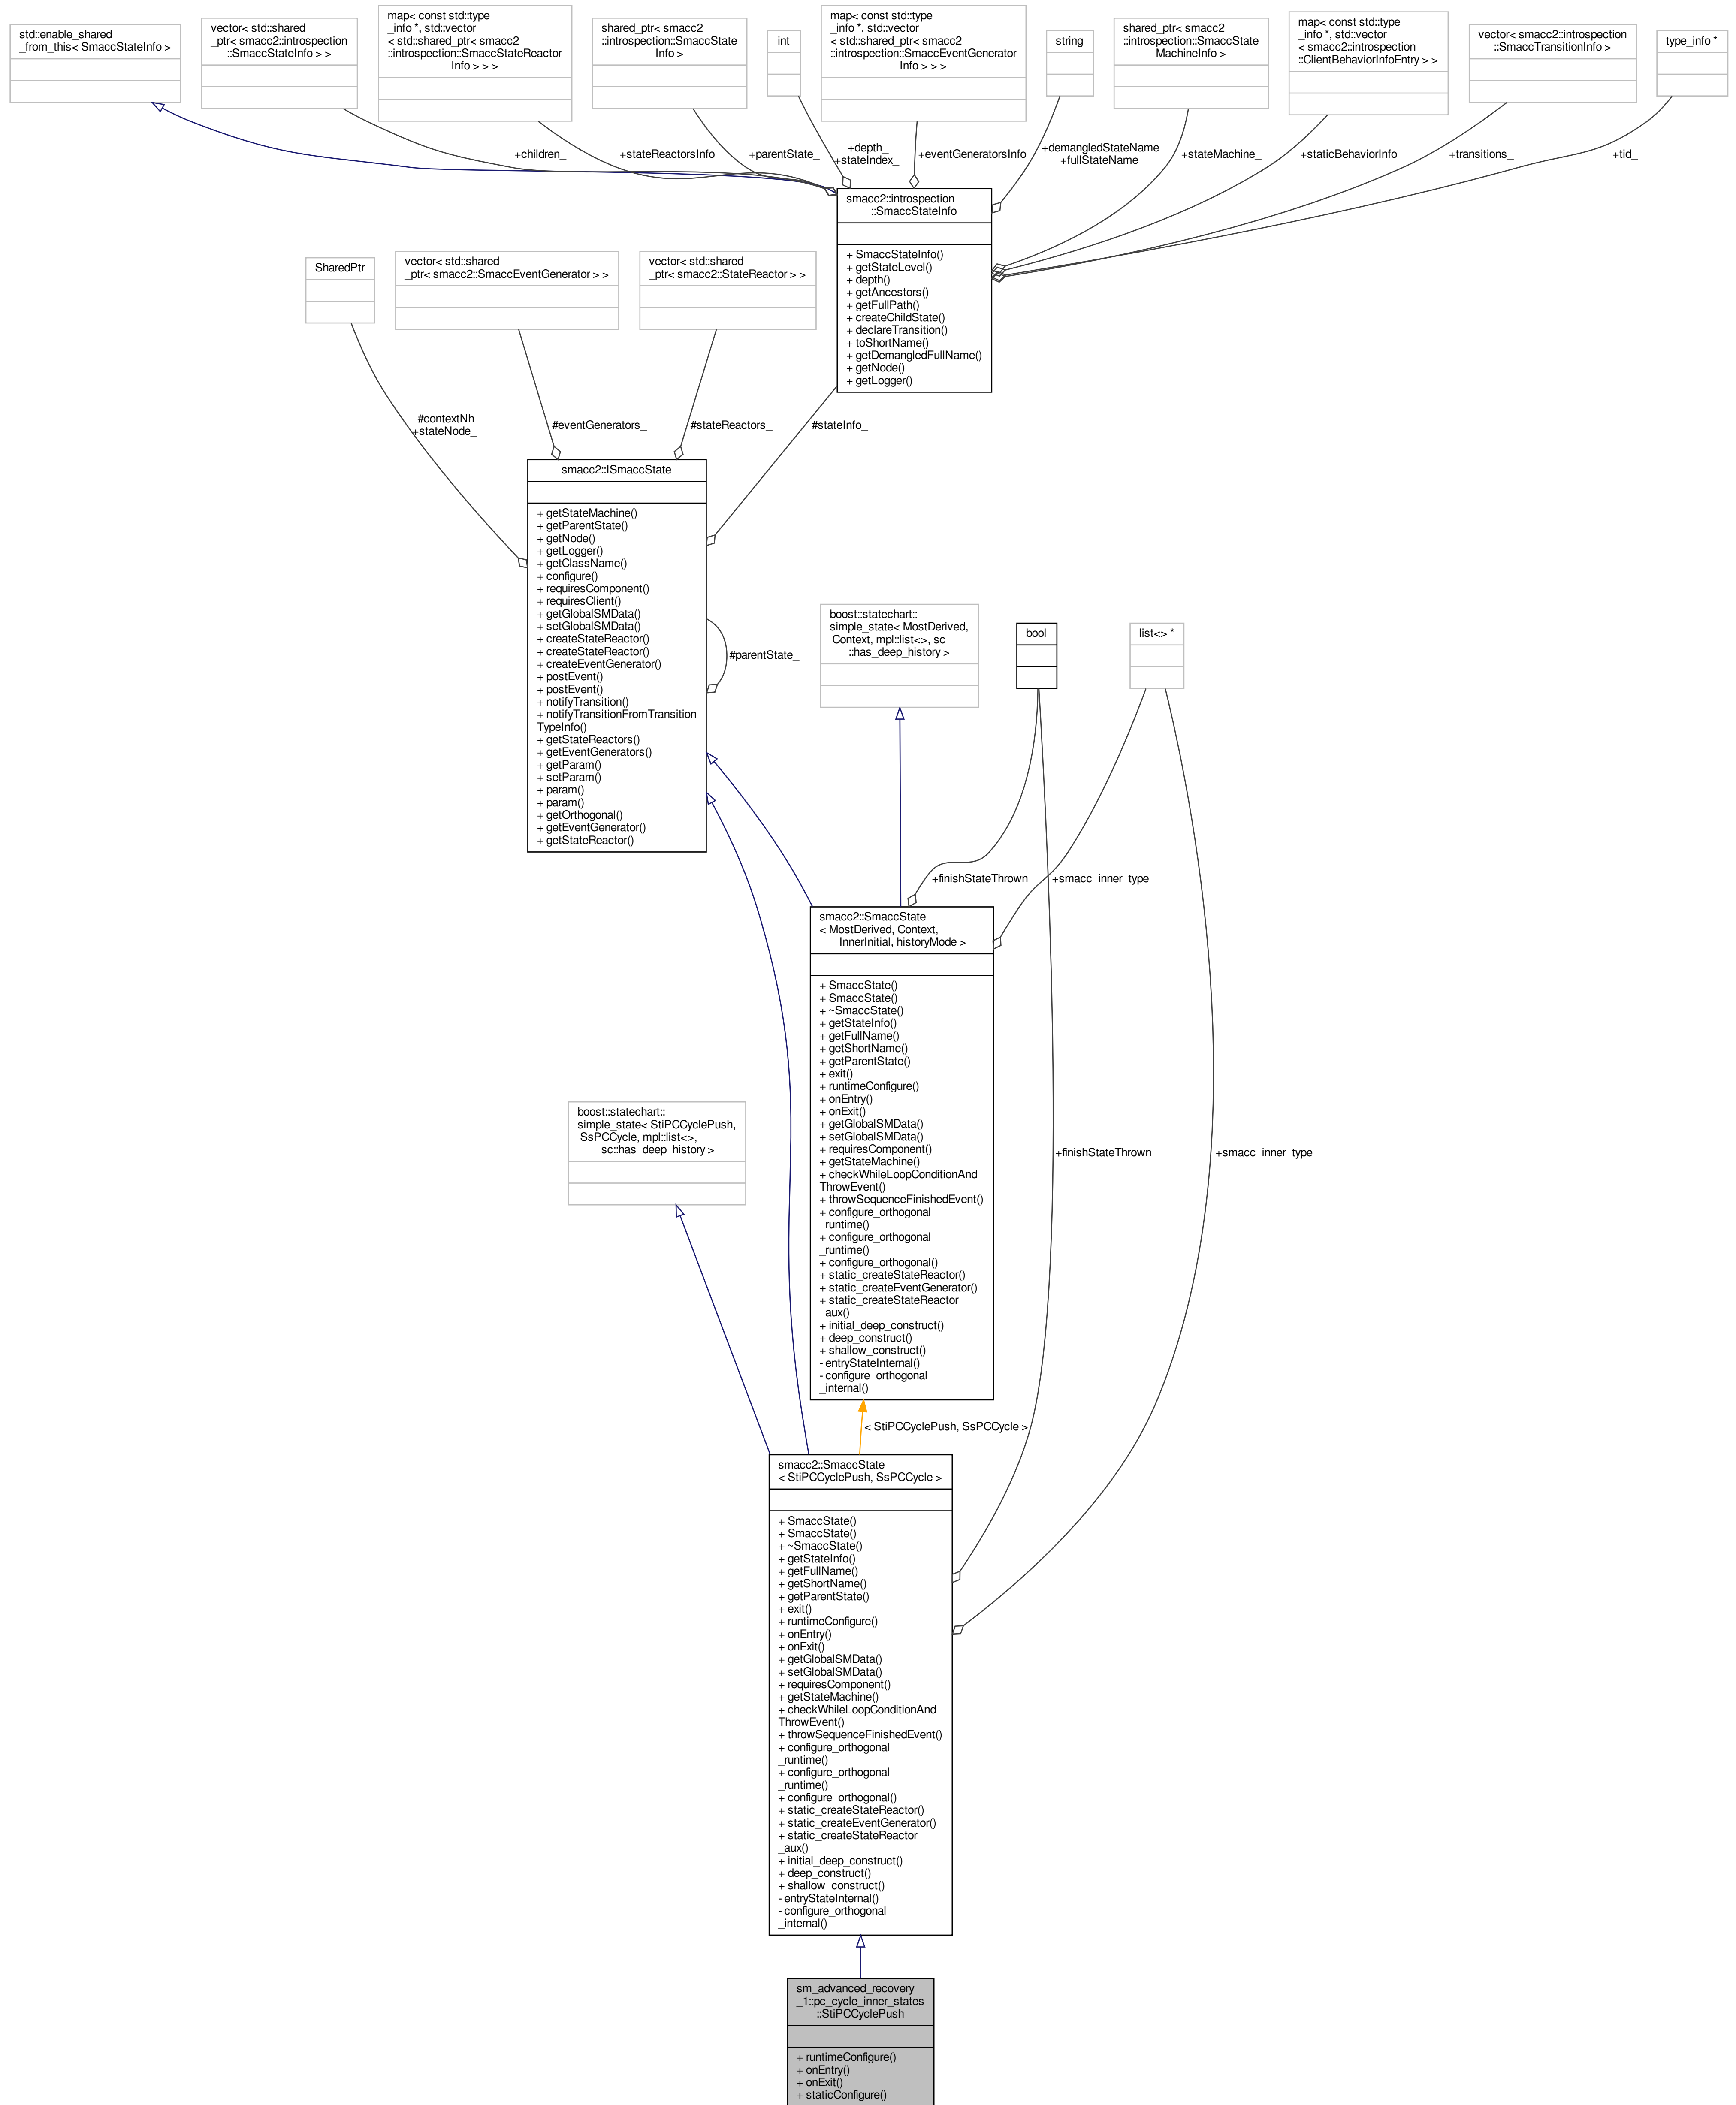 std::enable_shared
_from_this< SmaccStateInfo >
vector< std::shared
_ptr< smacc2::introspection
::SmaccStateInfo > >
map< const std::type
_info *, std::vector
< std::shared_ptr< smacc2
::introspection::SmaccStateReactor
Info > > >
shared_ptr< smacc2
::introspection::SmaccState
Info >
int
map< const std::type
_info *, std::vector
< std::shared_ptr< smacc2
::introspection::SmaccEventGenerator
Info > > >
string
shared_ptr< smacc2
::introspection::SmaccState
MachineInfo >
map< const std::type
_info *, std::vector
< smacc2::introspection
::ClientBehaviorInfoEntry > >
vector< smacc2::introspection
::SmaccTransitionInfo >
type_info *
+children_
+stateReactorsInfo
+parentState_
+depth_
+stateIndex_
+eventGeneratorsInfo
+demangledStateName
+fullStateName
+stateMachine_
+staticBehaviorInfo
+transitions_
+tid_
smacc2::introspection
::SmaccStateInfo
+ SmaccStateInfo()
+ getStateLevel()
+ depth()
+ getAncestors()
+ getFullPath()
+ createChildState()
+ declareTransition()
+ toShortName()
+ getDemangledFullName()
+ getNode()
+ getLogger()
SharedPtr
vector< std::shared
_ptr< smacc2::SmaccEventGenerator > >
vector< std::shared
_ptr< smacc2::StateReactor > >
#contextNh
+stateNode_
#eventGenerators_
#stateReactors_
#stateInfo_
smacc2::ISmaccState
+ getStateMachine()
+ getParentState()
+ getNode()
+ getLogger()
+ getClassName()
+ configure()
+ requiresComponent()
+ requiresClient()
+ getGlobalSMData()
+ setGlobalSMData()
+ createStateReactor()
+ createStateReactor()
+ createEventGenerator()
+ postEvent()
+ postEvent()
+ notifyTransition()
+ notifyTransitionFromTransition
TypeInfo()
+ getStateReactors()
+ getEventGenerators()
+ getParam()
+ setParam()
+ param()
+ param()
+ getOrthogonal()
+ getEventGenerator()
+ getStateReactor()
#parentState_
boost::statechart::
simple_state< MostDerived,
Context, mpl::list<>, sc
::has_deep_history >
bool
list<> *
+finishStateThrown
+smacc_inner_type
smacc2::SmaccState
< MostDerived, Context,
InnerInitial, historyMode >
+ SmaccState()
+ SmaccState()
+ ~SmaccState()
+ getStateInfo()
+ getFullName()
+ getShortName()
+ getParentState()
+ exit()
+ runtimeConfigure()
+ onEntry()
+ onExit()
+ getGlobalSMData()
+ setGlobalSMData()
+ requiresComponent()
+ getStateMachine()
+ checkWhileLoopConditionAnd
ThrowEvent()
+ throwSequenceFinishedEvent()
+ configure_orthogonal
_runtime()
+ configure_orthogonal
_runtime()
+ configure_orthogonal()
+ static_createStateReactor()
+ static_createEventGenerator()
+ static_createStateReactor
_aux()
+ initial_deep_construct()
+ deep_construct()
+ shallow_construct()
- entryStateInternal()
- configure_orthogonal
_internal()
boost::statechart::
simple_state< StiPCCyclePush,
SsPCCycle, mpl::list<>,
sc::has_deep_history >
+finishStateThrown
+smacc_inner_type
< StiPCCyclePush, SsPCCycle >
smacc2::SmaccState
< StiPCCyclePush, SsPCCycle >
+ SmaccState()
+ SmaccState()
+ ~SmaccState()
+ getStateInfo()
+ getFullName()
+ getShortName()
+ getParentState()
+ exit()
+ runtimeConfigure()
+ onEntry()
+ onExit()
+ getGlobalSMData()
+ setGlobalSMData()
+ requiresComponent()
+ getStateMachine()
+ checkWhileLoopConditionAnd
ThrowEvent()
+ throwSequenceFinishedEvent()
+ configure_orthogonal
_runtime()
+ configure_orthogonal
_runtime()
+ configure_orthogonal()
+ static_createStateReactor()
+ static_createEventGenerator()
+ static_createStateReactor
_aux()
+ initial_deep_construct()
+ deep_construct()
+ shallow_construct()
- entryStateInternal()
- configure_orthogonal
_internal()
sm_advanced_recovery
_1::pc_cycle_inner_states
::StiPCCyclePush
+ runtimeConfigure()
+ onEntry()
+ onExit()
+ staticConfigure()